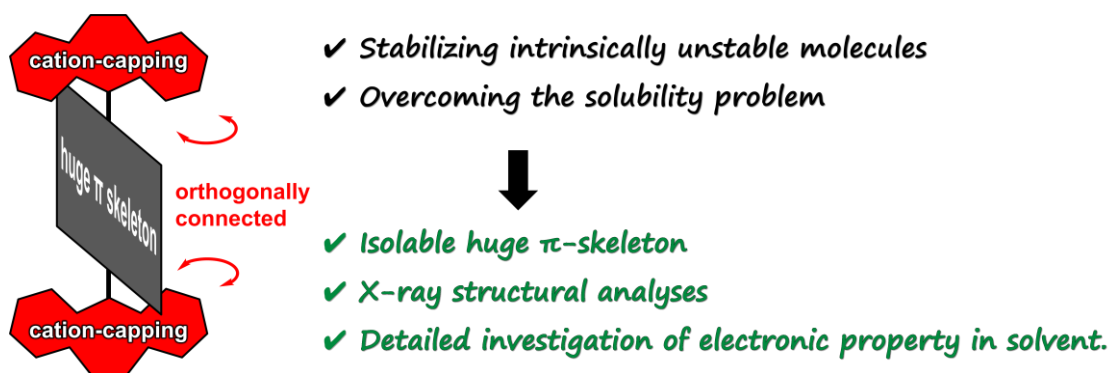 cation-capping
huge π skeleton
orthogonally
connected
cation-capping
✔ Stabilizing intrinsically unstable molecules
✔ Overcoming the solubility problem
✔ Isolable huge π-skeleton
✔ X-ray structural analyses
✔ Detailed investigation of electronic property in solvent.